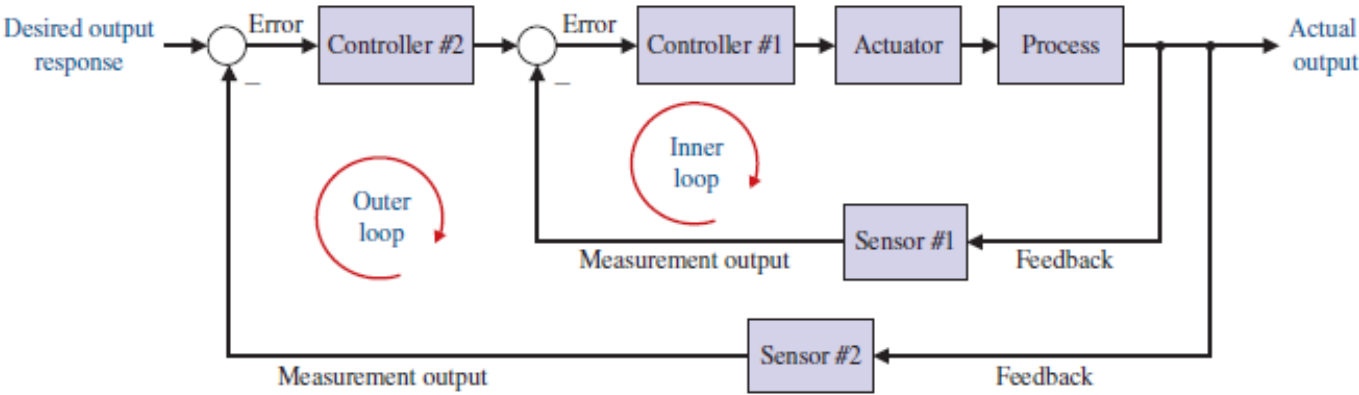 Desired output
response
Error
Controller #2
Error
Controller #1
Actuator
Process
Actual
output
–
–
Inner
loop
Outer
loop
Sensor #1
Measurement output
Feedback
Sensor #2
Measurement output
Feedback